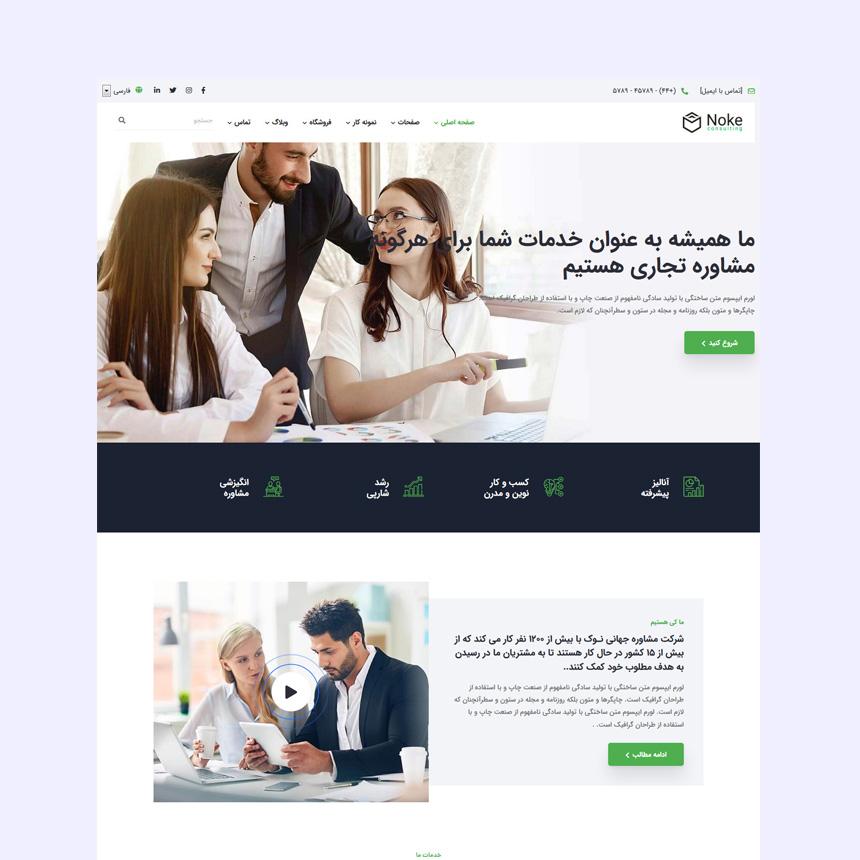 [تماس با ایمیل]
(+۴۴) - ۴۵۷۸۹ - ۵۷۸۹
فارسی
Noke
consulting
صفحه اصلی
صفحات
نمونه کار
فروشگاه
وبلاگ
تماس
جستجو
ما همیشه به عنوان خدمات شما برای هرگونه
مشاوره تجاری هستیم
لورم ایپسوم متن ساختگی با تولید سادگی نامفهوم از صنعت چاپ و با استفاده از طراحان گرافیک است.
چاپگرها و متون بلکه روزنامه و مجله در ستون و سطرآنچنان که لازم است.
شروع کنید
آنالیز
پیشرفته
کسب و کار
نوین و مدرن
رشد
شارپی
انگیزشی
مشاوره
ما کی هستیم
شرکت مشاوره جهانی نـوک با بیش از ۱۲۰۰ نفر کار می کند که از
بیش از ۱۵ کشور در حال کار هستند تا به مشتریان ما در رسیدن
به هدف مطلوب خود کمک کنند..
لورم ایپسوم متن ساختگی با تولید سادگی نامفهوم از صنعت چاپ و با استفاده از
طراحان گرافیک است. چاپگرها و متون بلکه روزنامه و مجله در ستون و سطرآنچنان که
لازم است. لورم ایپسوم متن ساختگی با تولید سادگی نامفهوم از صنعت چاپ و با
استفاده از طراحان گرافیک است. .
ادامه مطالب
خدمات ما